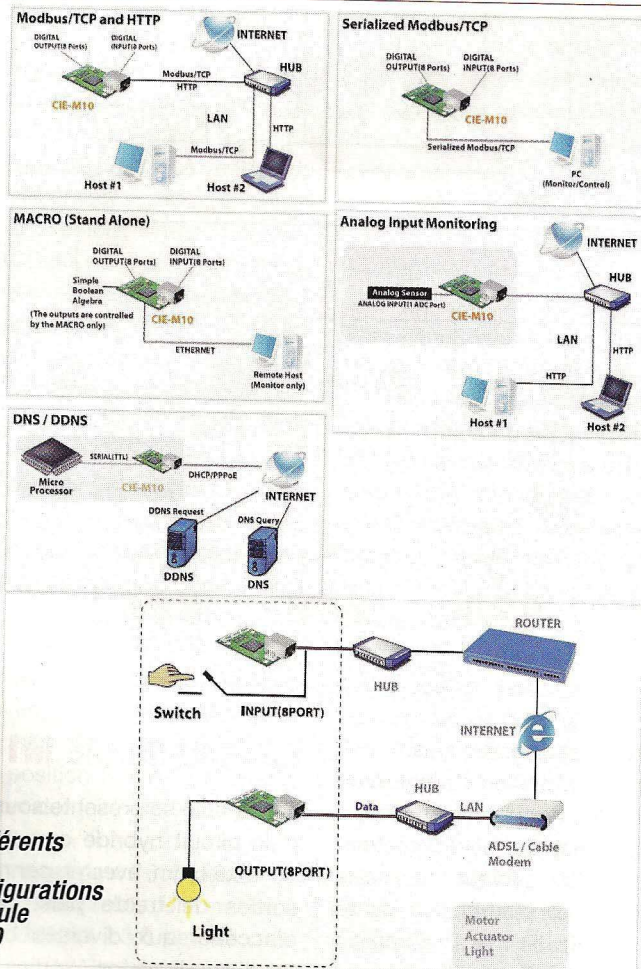 Modbus/TCP and HTTP
DIGITAL
OUTPUT(8 Ports)
DIGITAL
INPUT(8 Ports)
INTERNET
HUB
Modbus/TCP
HTTP
CIE-M10
LAN
HTTP
Modbus/TCP
Host #1
Host #2
Serialized Modbus/TCP
DIGITAL
OUTPUT(8 Ports)
DIGITAL
INPUT(8 Ports)
CIE-M10
Serialized Modbus/TCP
PC
(Monitor/Control)
MACRO (Stand Alone)
DIGITAL
OUTPUT(8 Ports)
DIGITAL
INPUT(8 Ports)
Simple
Boolean
Algebra
(The outputs are controlled
by the MACRO only)
CIE-M10
ETHERNET
Remote Host
(Monitor only)
Analog Input Monitoring
INTERNET
HUB
Analog Sensor
ANALOG INPUT(1 ADC Port)
CIE-M10
LAN
HTTP
HTTP
Host #1
Host #2
DNS / DDNS
SERIAL(TTL)
Micro
Processor
CIE-M10
DHCP/PPPoE
INTERNET
DDNS Request
DNS Query
DDNS
DNS
ROUTER
HUB
Switch
INPUT(8PORT)
INTERNET
HUB
Data
LAN
ADSL / Cable
Modem
OUTPUT(8PORT)
Light
Motor
Actuator
Light
érents
igurations
ule